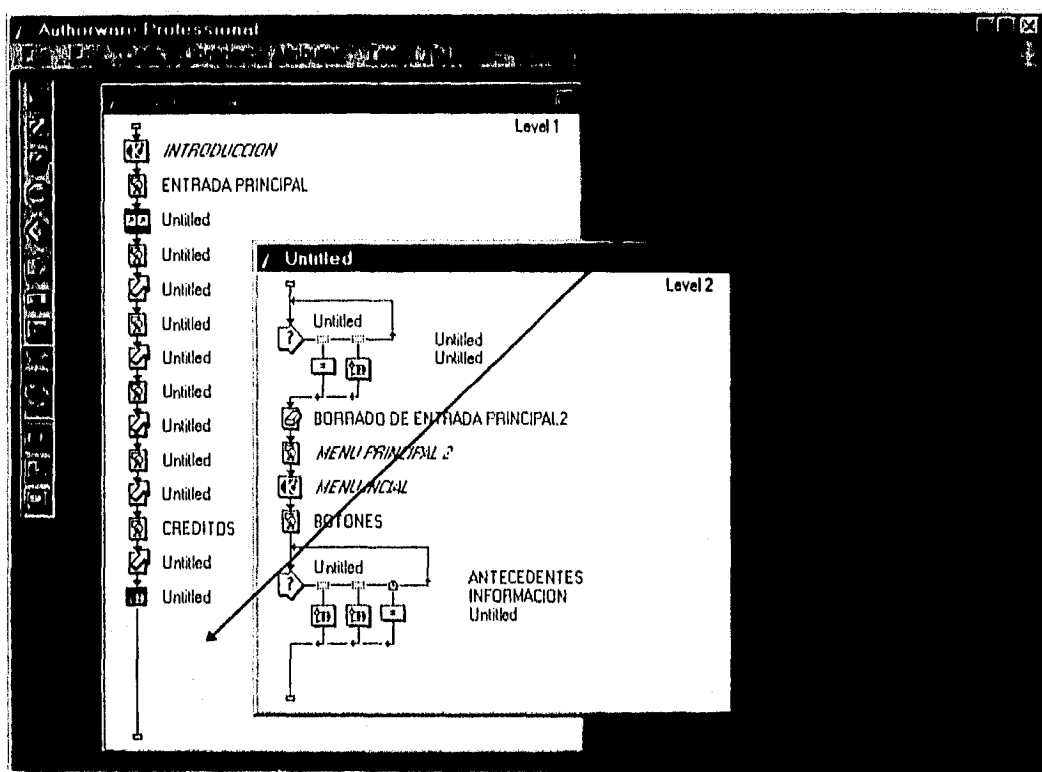 Authorware Professional
Level 1
INTRODUCCION
ENTRADA PRINCIPAL
Untitled
Untitled
Untitled
Untitled
Untitled
Untitled
Untitled
Untitled
Untitled
CREDITOS
Untitled
Untitled
Untitled
Level 2
Untitled
Untitled
Untitled
BORRADO DE ENTRADA PRINCIPAL.2
MENU PRINCIPAL 2
MENU INCIAL
BOTONES
Untitled
ANTECEDENTES
INFORMACION
Untitled